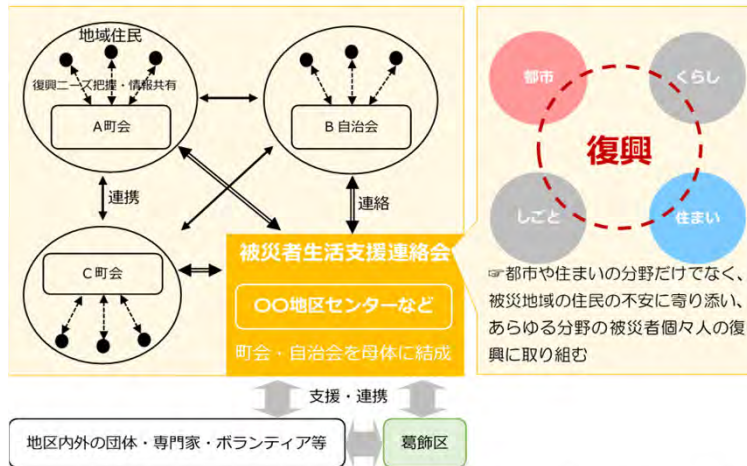 地域住民
復興ニーズ把握・情報共有
A町会
B自治会
連携
連絡
C町会
被災者生活支援連絡会
〇〇地区センターなど
町会・自治会を母体に結成
支援・連携
地区内外の団体・専門家・ボランティア等
葛飾区
都市
くらし
復興
しごと
住まい
☞都市や住まいの分野だけでなく、
被災地域の住民の不安に寄り添い、
あらゆる分野の被災者個々人の復
興に取り組む